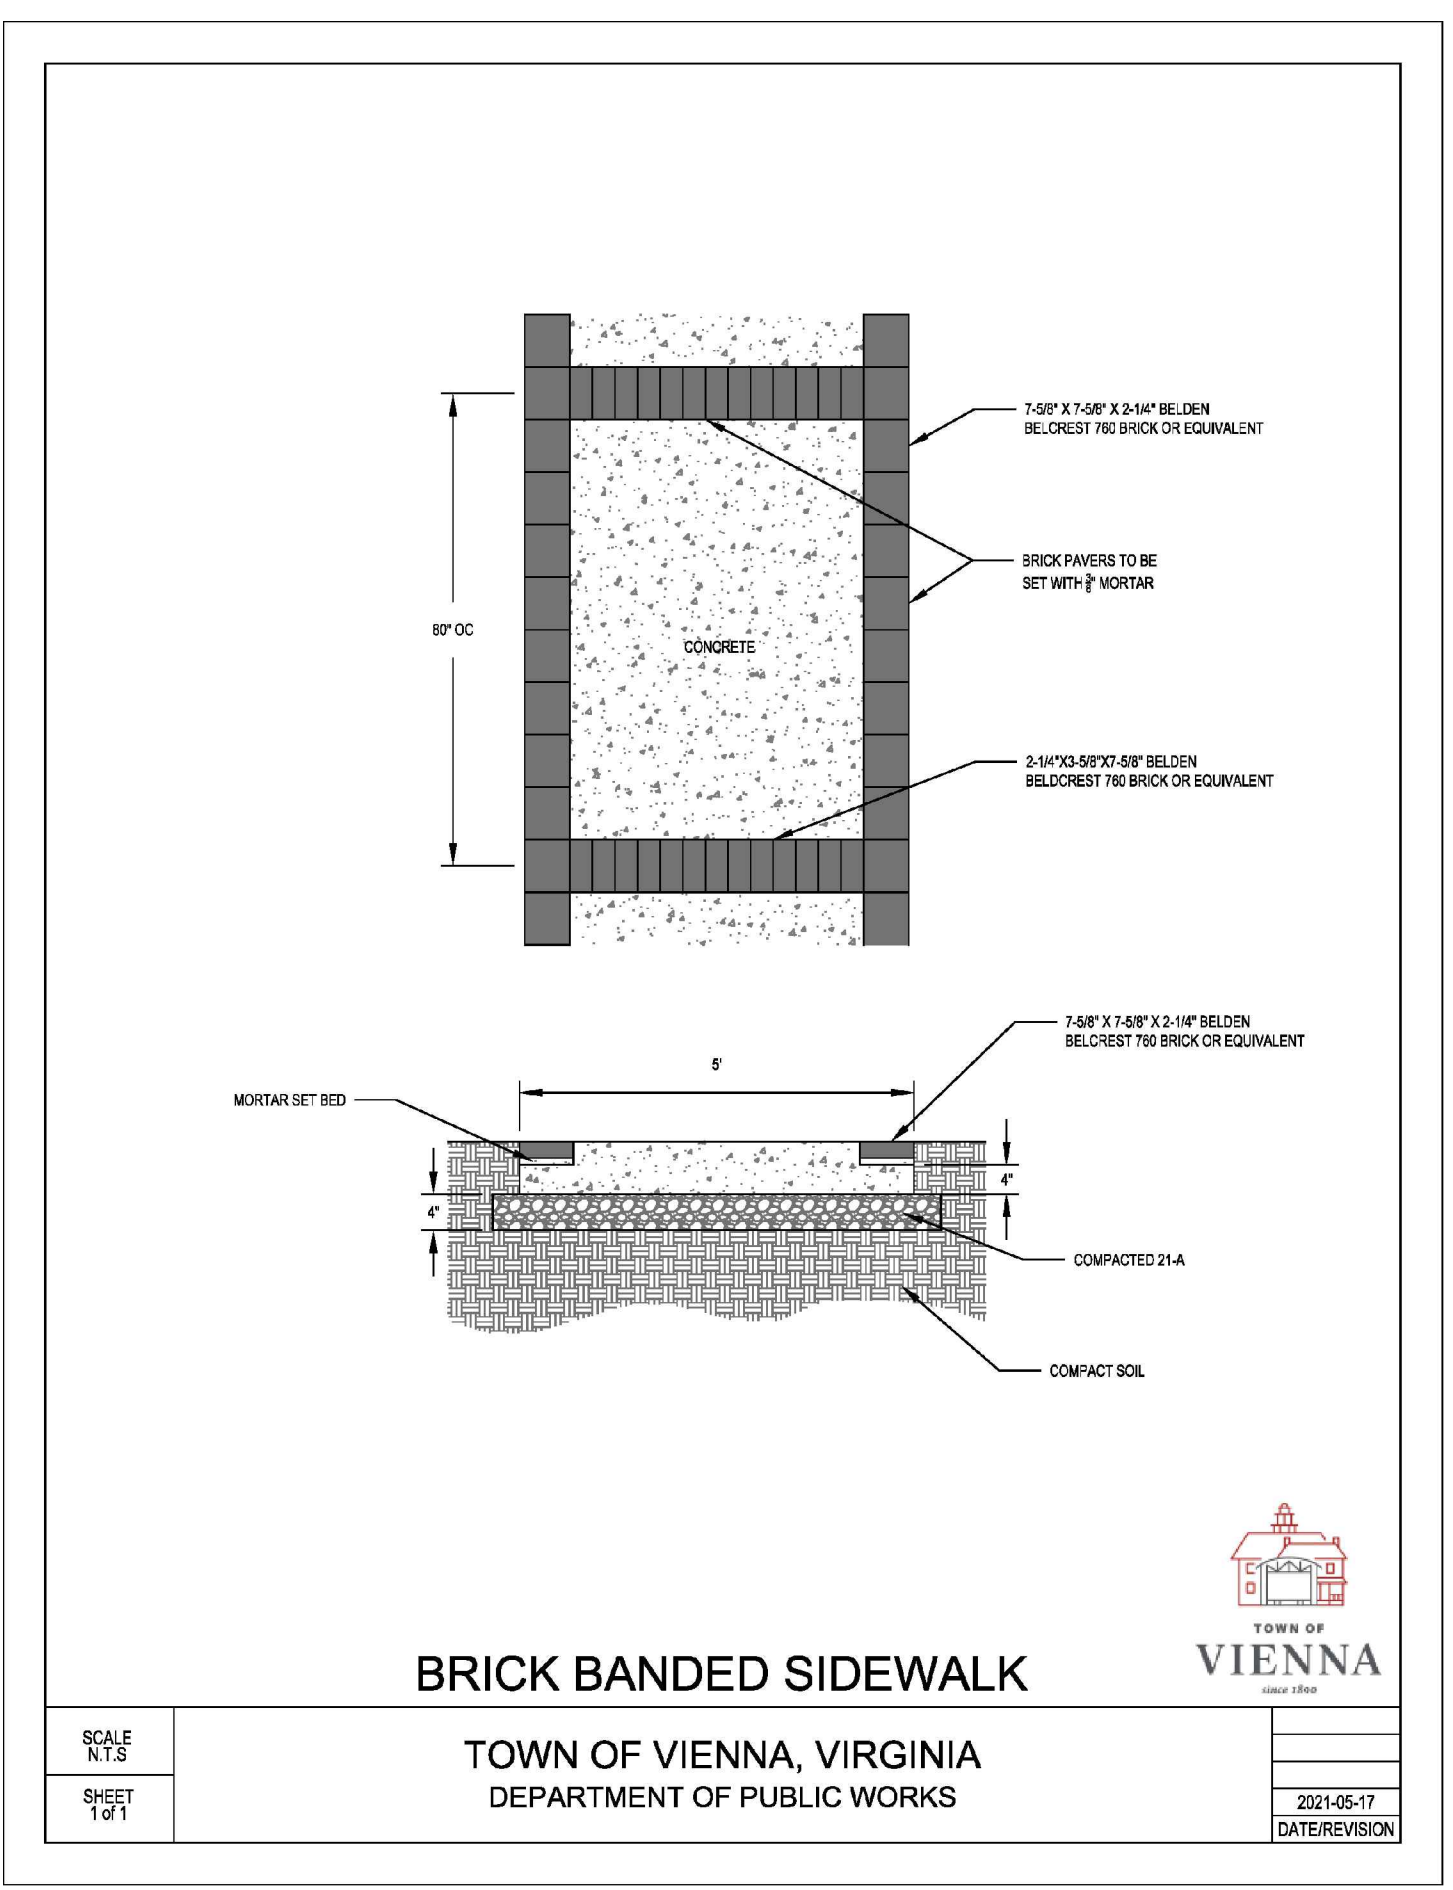 7-5/8" X 7-5/8" X 2-1/4" BELDEN
BELCREST 760 BRICK OR EQUIVALENT
BRICK PAVERS TO BE
SET WITH 3/8" MORTAR
80" OC
CONCRETE
2-1/4"X3-5/8"X7-5/8" BELDEN
BELDCREST 760 BRICK OR EQUIVALENT
7-5/8" X 7-5/8" X 2-1/4" BELDEN
BELCREST 760 BRICK OR EQUIVALENT
5'
MORTAR SET BED
4"
4"
COMPACTED 21-A
COMPACT SOIL
TOWN OF
VIENNA
since 1890
BRICK BANDED SIDEWALK
SCALE
N.T.S
TOWN OF VIENNA, VIRGINIA
DEPARTMENT OF PUBLIC WORKS
SHEET
1 of 1
2021-05-17
DATE/REVISION